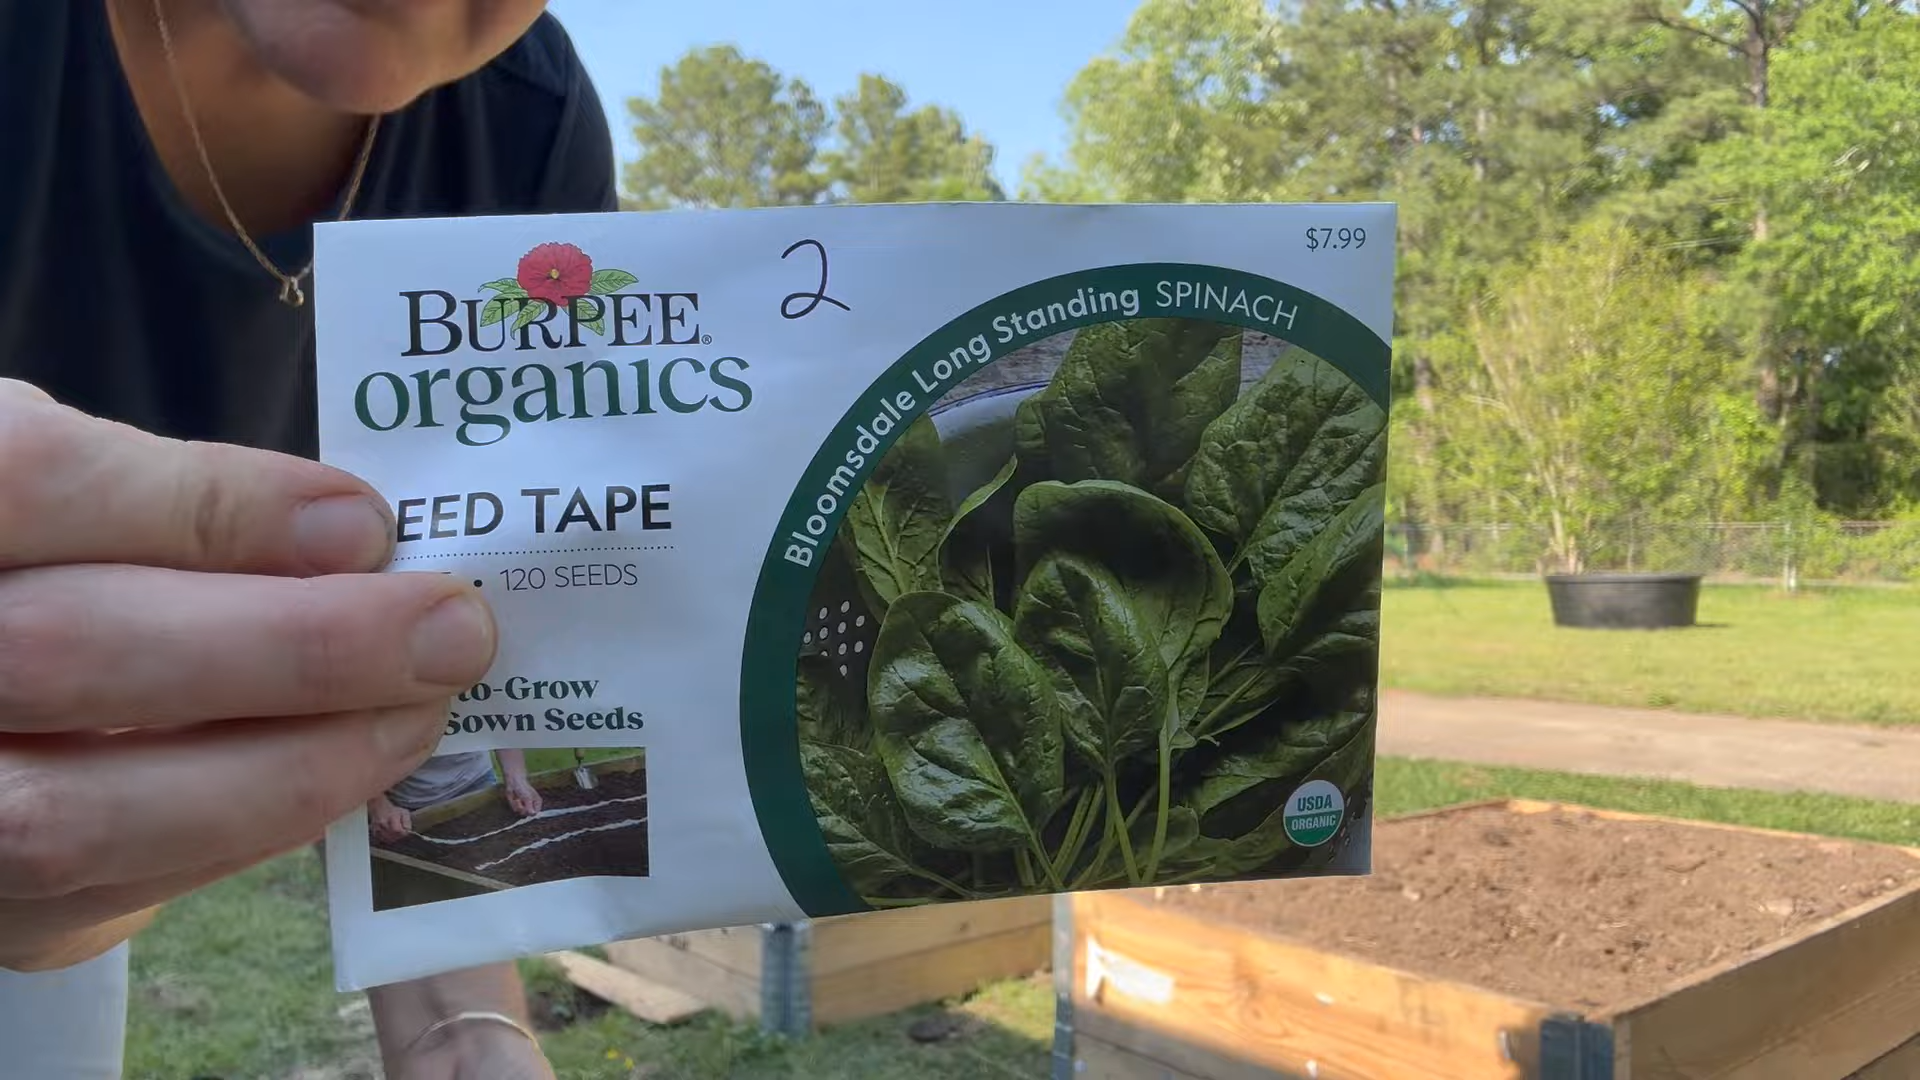 BURPEE®
organics
2
$7.99
Bloomsdale Long Standing SPINACH
EED TAPE
• 120 SEEDS
to-Grow
Sown Seeds
USDA
ORGANIC